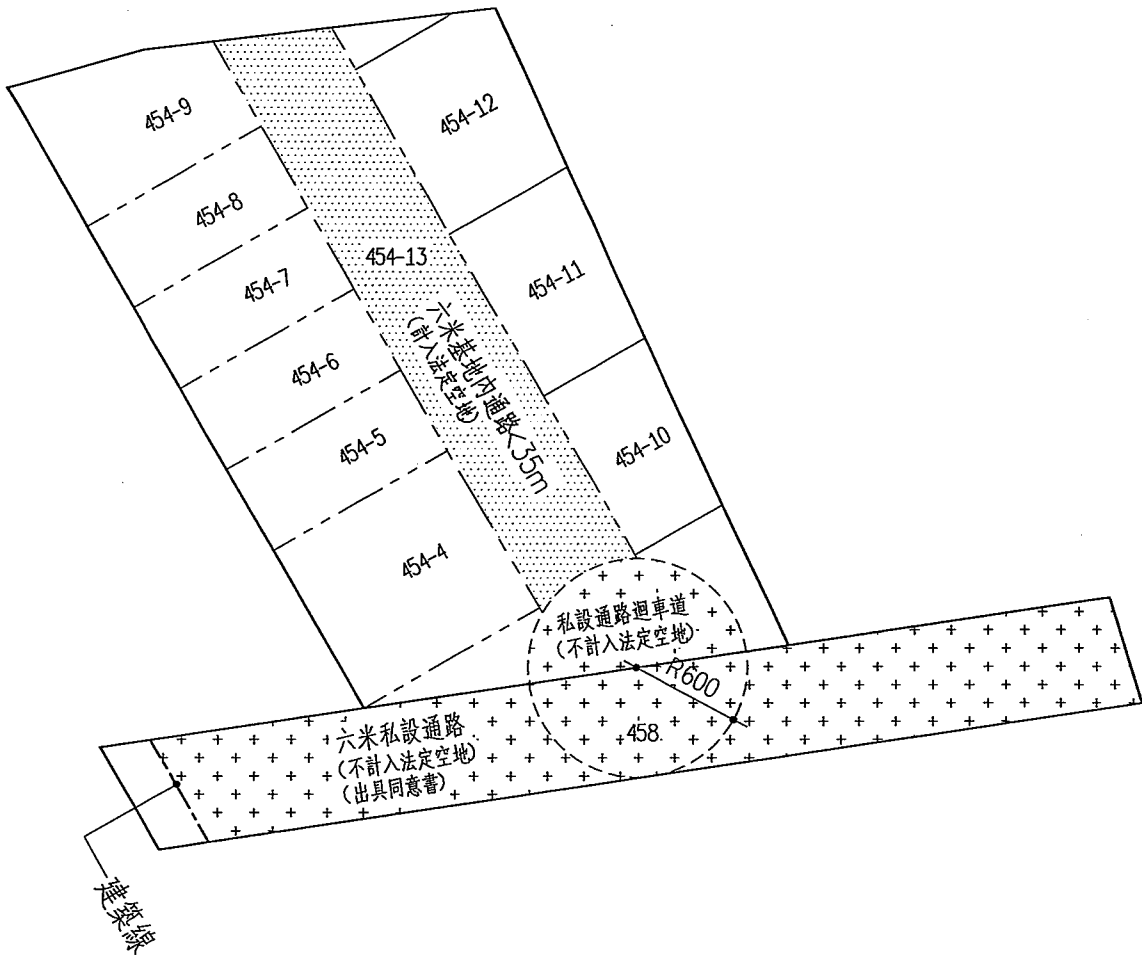 454-9
454-12
454-8
454-13
454-7
454-11
六米基地內通路<35m
(計入法定空地)
454-6
454-5
454-10
454-4
私設通路迴車道
(不計入法定空地)
R600
458
六米私設通路
(不計入法定空地)
(出具同意書)
建築線